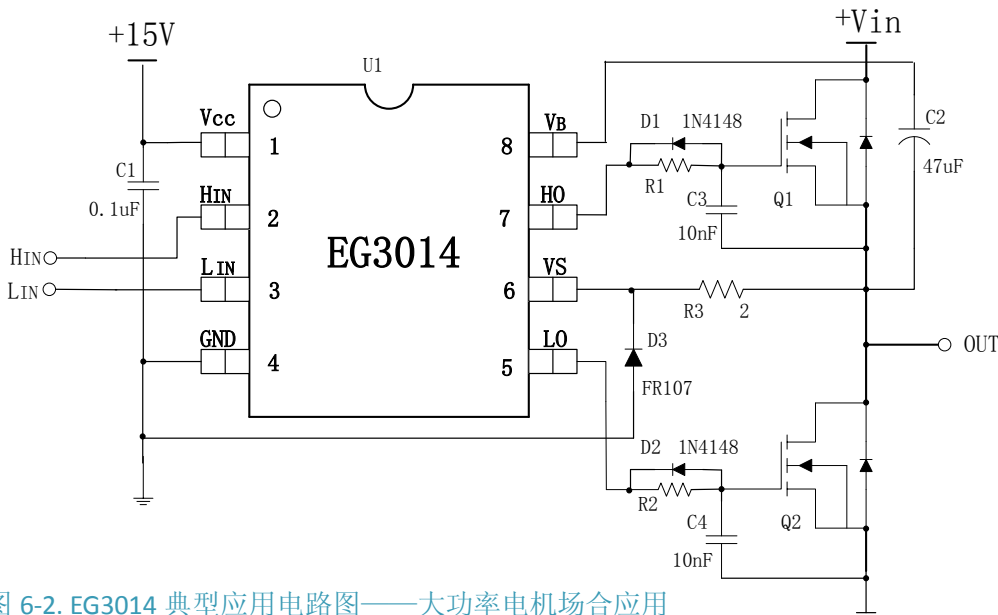 +15V
+Vin
U1
Vcc
1
VB
8
D1 1N4148
C2
47uF
C1
0.1uF
R1
HIN
2
HO
7
C3
10nF
Q1
EG3014
HIN
LIN
LIN
3
VS
6
R3 2
GND
4
LO
5
D3
FR107
OUT
D2 1N4148
R2
C4
10nF
Q2
图 6-2. EG3014 典型应用电路图——大功率电机场合应用